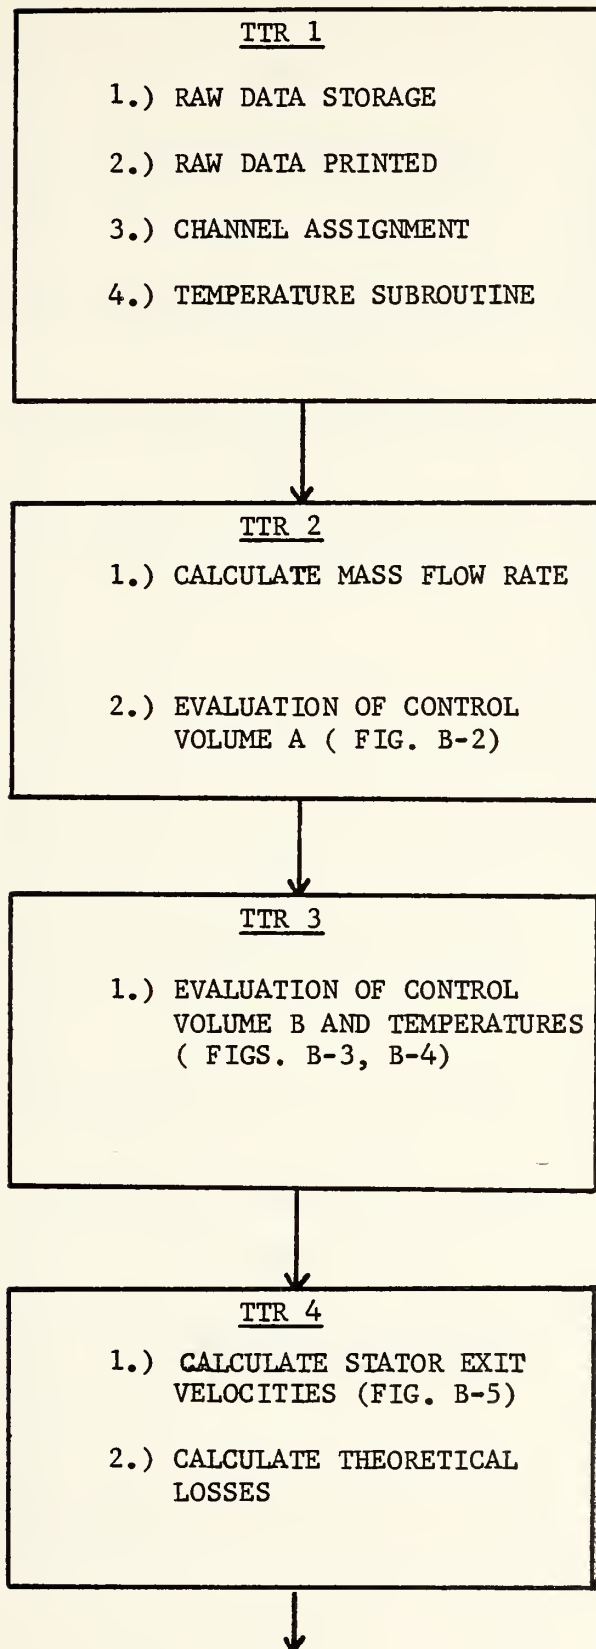 TTR 1
1.) RAW DATA STORAGE
2.) RAW DATA PRINTED
3.) CHANNEL ASSIGNMENT
4.) TEMPERATURE SUBROUTINE
TTR 2
1.) CALCULATE MASS FLOW RATE
2.) EVALUATION OF CONTROL
VOLUME A ( FIG. B-2)
TTR 3
1.) EVALUATION OF CONTROL
VOLUME B AND TEMPERATURES
( FIGS. B-3, B-4)
TTR 4
1.) CALCULATE STATOR EXIT
VELOCITIES (FIG. B-5)
2.) CALCULATE THEORETICAL
LOSSES